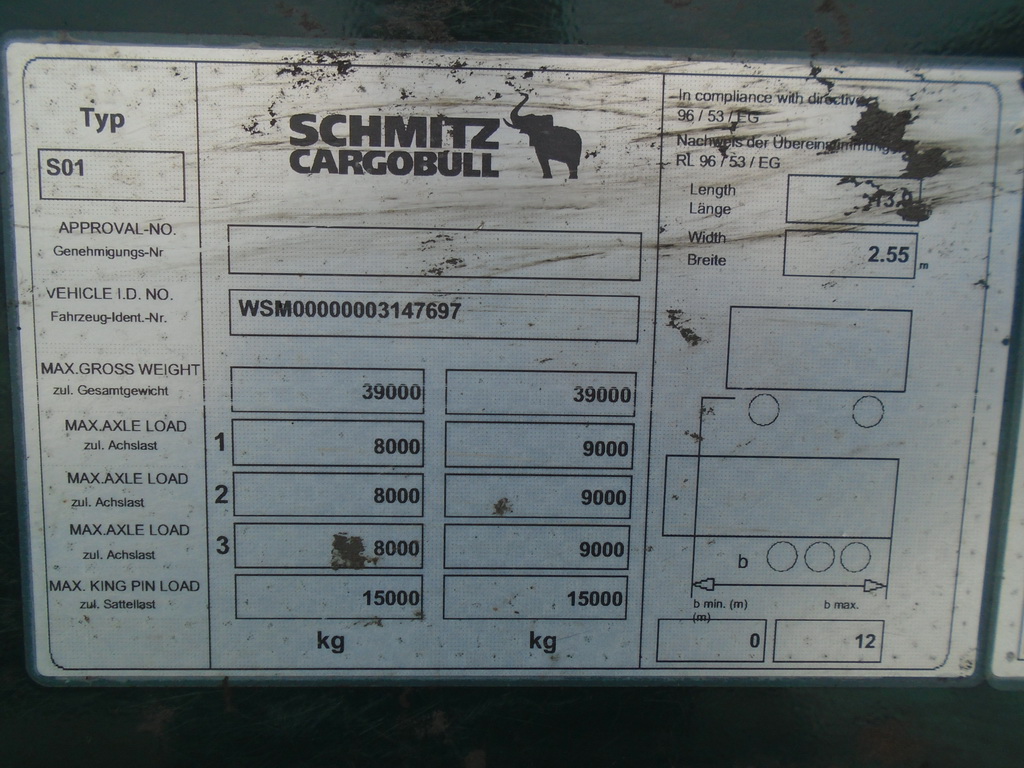 Typ
S01
SCHMITZ
CARGOBULL
In compliance with directive
96 / 53 / EG
Nachweis der Übereinstimmung
RL 96 / 53 / EG
Length
Länge
Width
Breite
2.55 m
APPROVAL-NO.
Genehmigungs-Nr
VEHICLE I.D. NO.
Fahrzeug-Ident.-Nr.
WSM00000003147697
MAX.GROSS WEIGHT
zul. Gesamtgewicht
39000 39000
MAX.AXLE LOAD
zul. Achslast
1 8000 9000
MAX.AXLE LOAD
zul. Achslast
2 8000 9000
MAX.AXLE LOAD
zul. Achslast
3 8000 9000
MAX. KING PIN LOAD
zul. Sattellast
15000 15000
kg kg
b
b min. (m) b max.
(m)
0 12